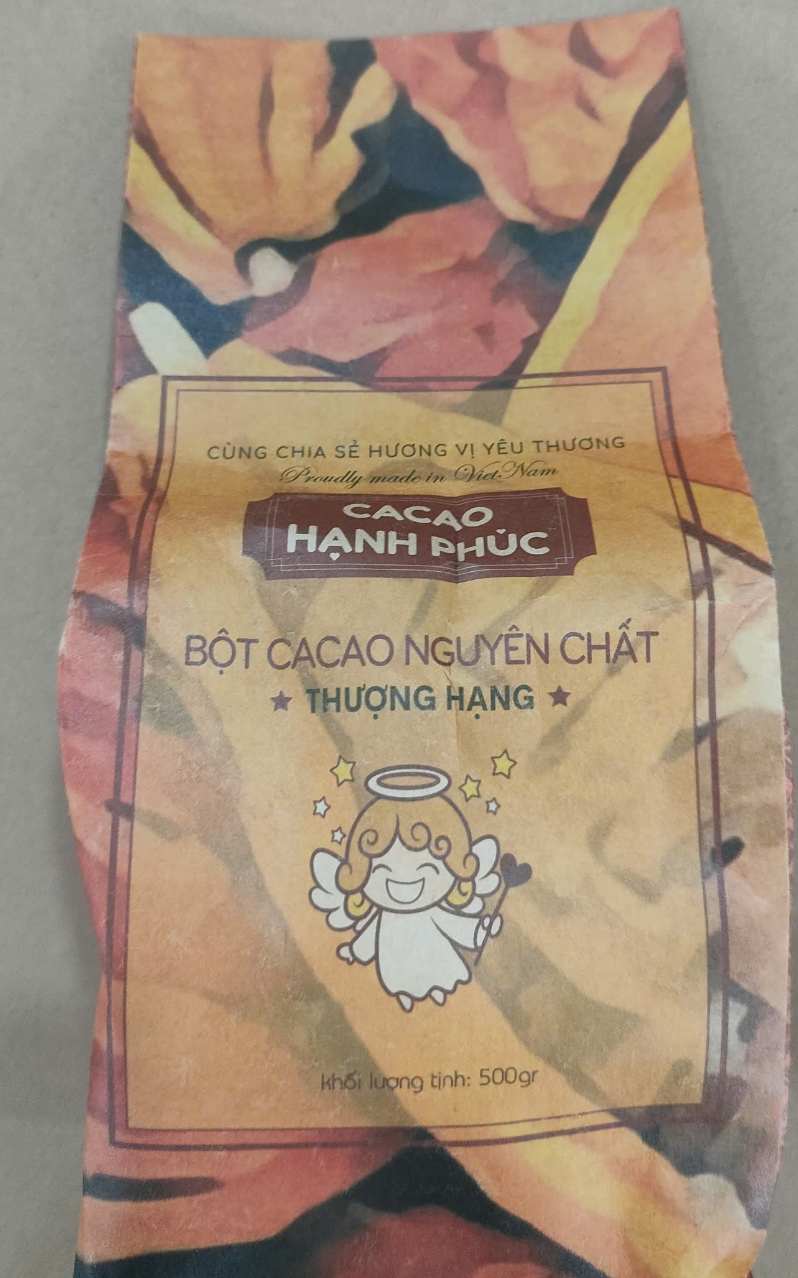 CÙNG CHIA SẺ HƯƠNG VỊ YÊU THƯƠNG
Proudly made in VietNam
CACAO
HẠNH PHÚC
BỘT CACAO NGUYÊN CHẤT
THƯỢNG HẠNG
khối lượng tịnh: 500gr